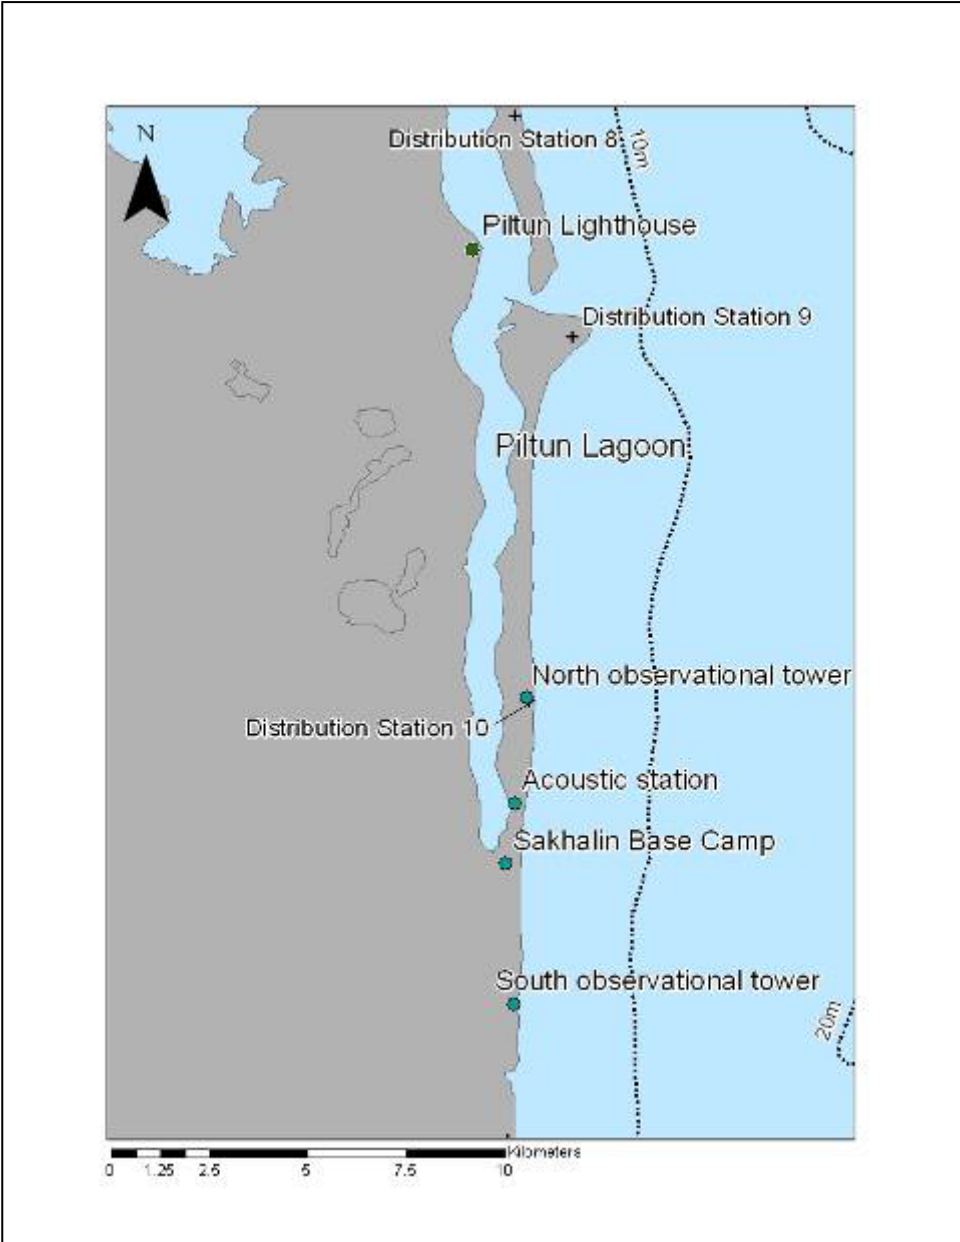 N
Distribution Station 8
10m
Piltun Lighthouse
Distribution Station 9
Piltun Lagoon
North observational tower
Distribution Station 10
Acoustic station
Sakhalin Base Camp
South observational tower
20m
Kilometers
0 1.25 2.5 5 7.5 10